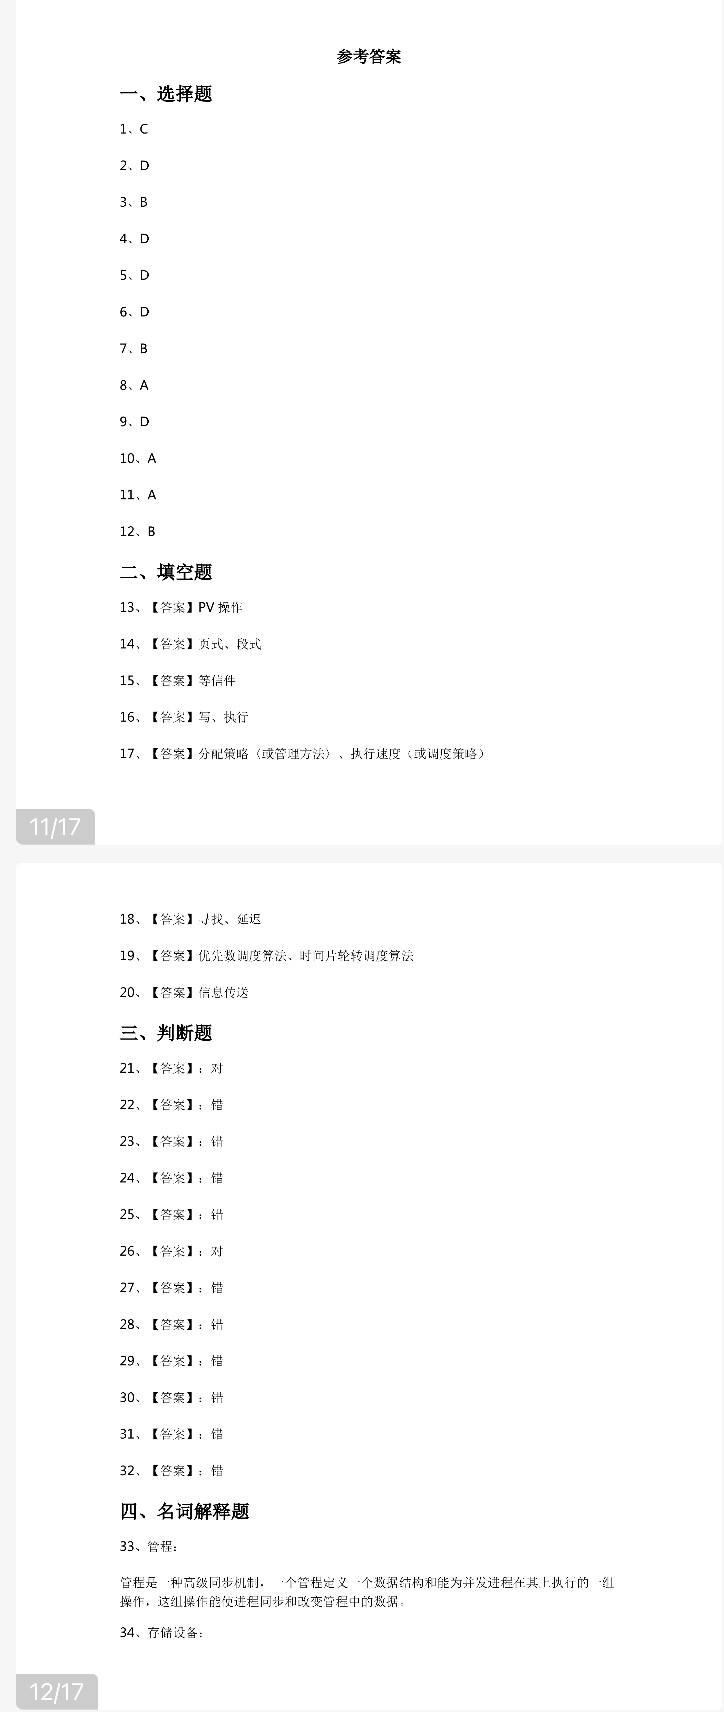 参考答案
一、选择题
1、C
2、D
3、B
4、D
5、D
6、D
7、B
8、A
9、D
10、A
11、A
12、B
二、填空题
13、【答案】PV 操作
14、【答案】页式、段式
15、【答案】等信件
16、【答案】写、执行
17、【答案】分配策略（或管理方法）、执行速度（或调度策略）
11/17
18、【答案】寻找、延迟
19、【答案】优先数调度算法、时间片轮转调度算法
20、【答案】信息传送
三、判断题
21、【答案】：对
22、【答案】：错
23、【答案】：错
24、【答案】：错
25、【答案】：错
26、【答案】：对
27、【答案】：错
28、【答案】：错
29、【答案】：错
30、【答案】：错
31、【答案】：错
32、【答案】：错
四、名词解释题
33、管程：
管程是一种高级同步机制，一个管程定义一个数据结构和能为并发进程在其上执行的一组
操作，这组操作能使进程同步和改变管程中的数据。
34、存储设备：
12/17